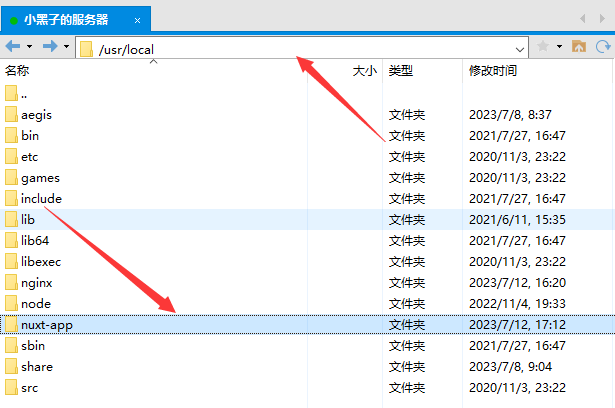 小黑子的服务器 ×
/usr/local
名称 大小 类型 修改时间
..
aegis 文件夹 2023/7/8, 8:37
bin 文件夹 2021/7/27, 16:47
etc 文件夹 2020/11/3, 23:22
games 文件夹 2020/11/3, 23:22
include 文件夹 2021/7/27, 16:47
lib 文件夹 2021/6/11, 15:35
lib64 文件夹 2021/7/27, 16:47
libexec 文件夹 2020/11/3, 23:22
nginx 文件夹 2023/7/12, 16:20
node 文件夹 2022/11/4, 19:33
nuxt-app 文件夹 2023/7/12, 17:12
sbin 文件夹 2021/7/27, 16:47
share 文件夹 2023/7/8, 9:04
src 文件夹 2020/11/3, 23:22